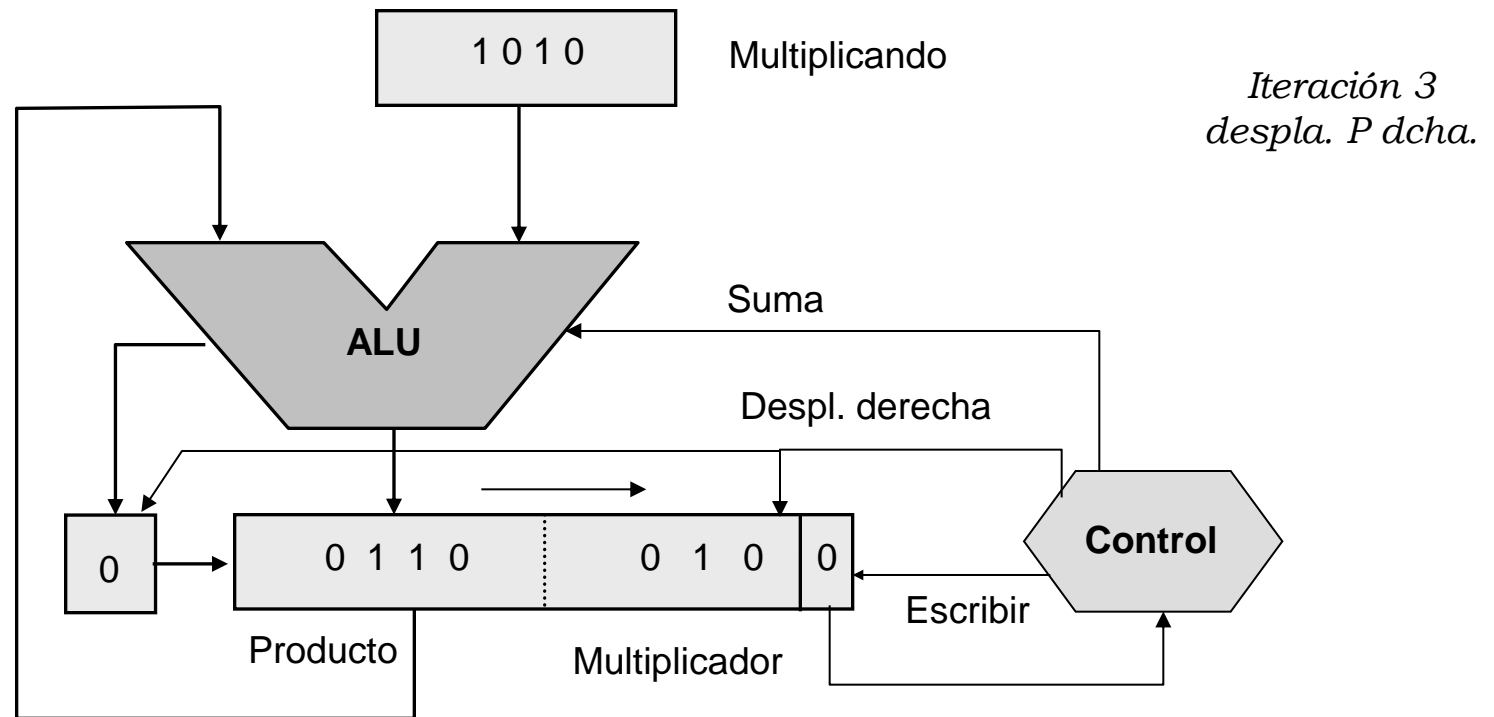 1 0 1 0
Multiplicando
Iteración 3
despla. P dcha.
Suma
ALU
Despl. derecha
Control
0
0 1 1 0
0 1 0
0
Escribir
Producto
Multiplicador